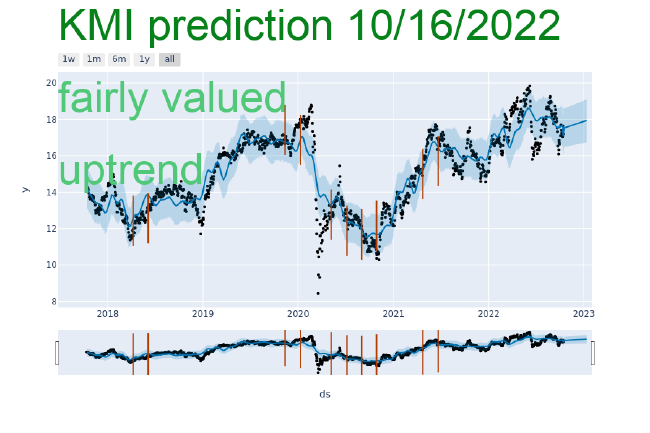 KMI prediction 10/16/2022
1w 1m 6m 1y all
fairly valued
uptrend
y
20
18
16
14
12
10
8
2018 2019 2020 2021 2022 2023
ds